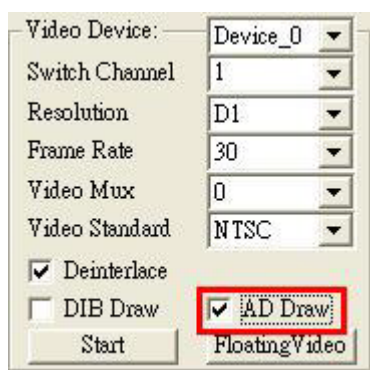 Video Device: Device_0
Switch Channel 1
Resolution D1
Frame Rate 30
Video Mux 0
Video Standard NTSC
Deinterlace
DIB Draw AD Draw
Start FloatingVideo